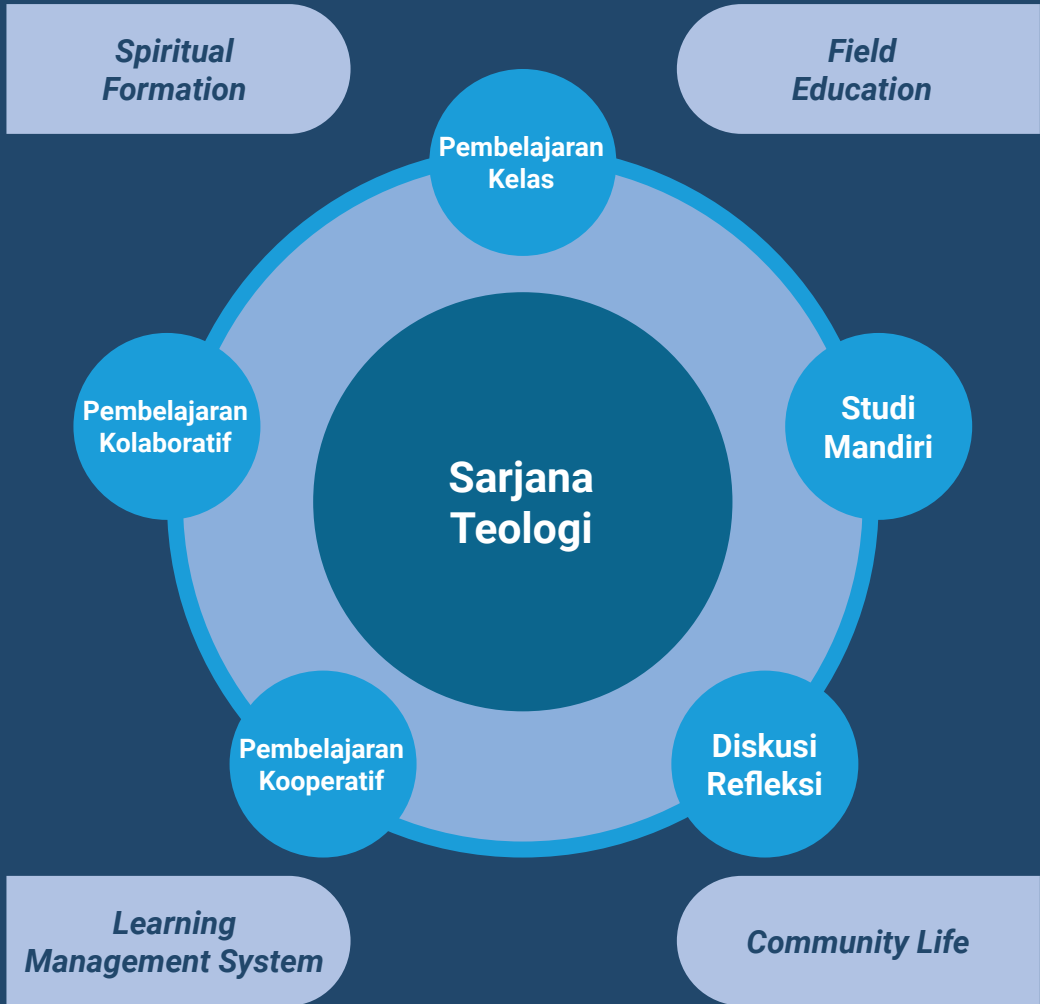 Spiritual
Formation
Field
Education
Pembelajaran
Kelas
Pembelajaran
Kolaboratif
Studi
Mandiri
Sarjana
Teologi
Pembelajaran
Kooperatif
Diskusi
Refleksi
Learning
Management System
Community Life